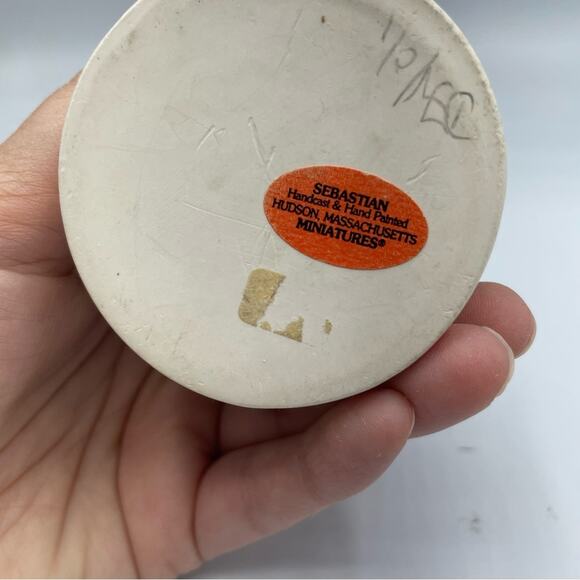 SEBASTIAN
Handcast & Hand Painted
HUDSON, MASSACHUSETTS
MINIATURES®